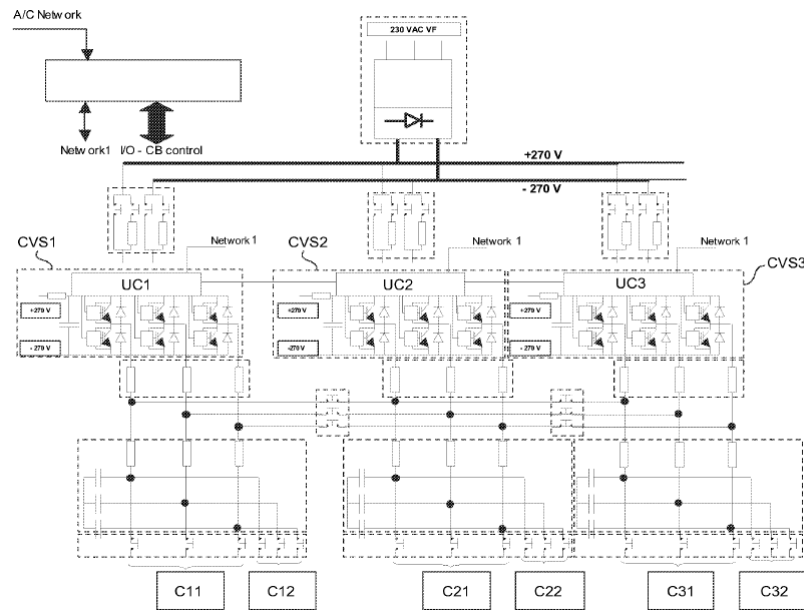 A/C Network
230 VAC VF
Network1 I/O - CB control
+270 V
- 270 V
CVS1
Network 1
CVS2
Network 1
Network 1
CVS3
UC1
UC2
UC3
+270 V
+270 V
+270 V
- 270 V
-270 V
- 270 V
C11
C12
C21
C22
C31
C32